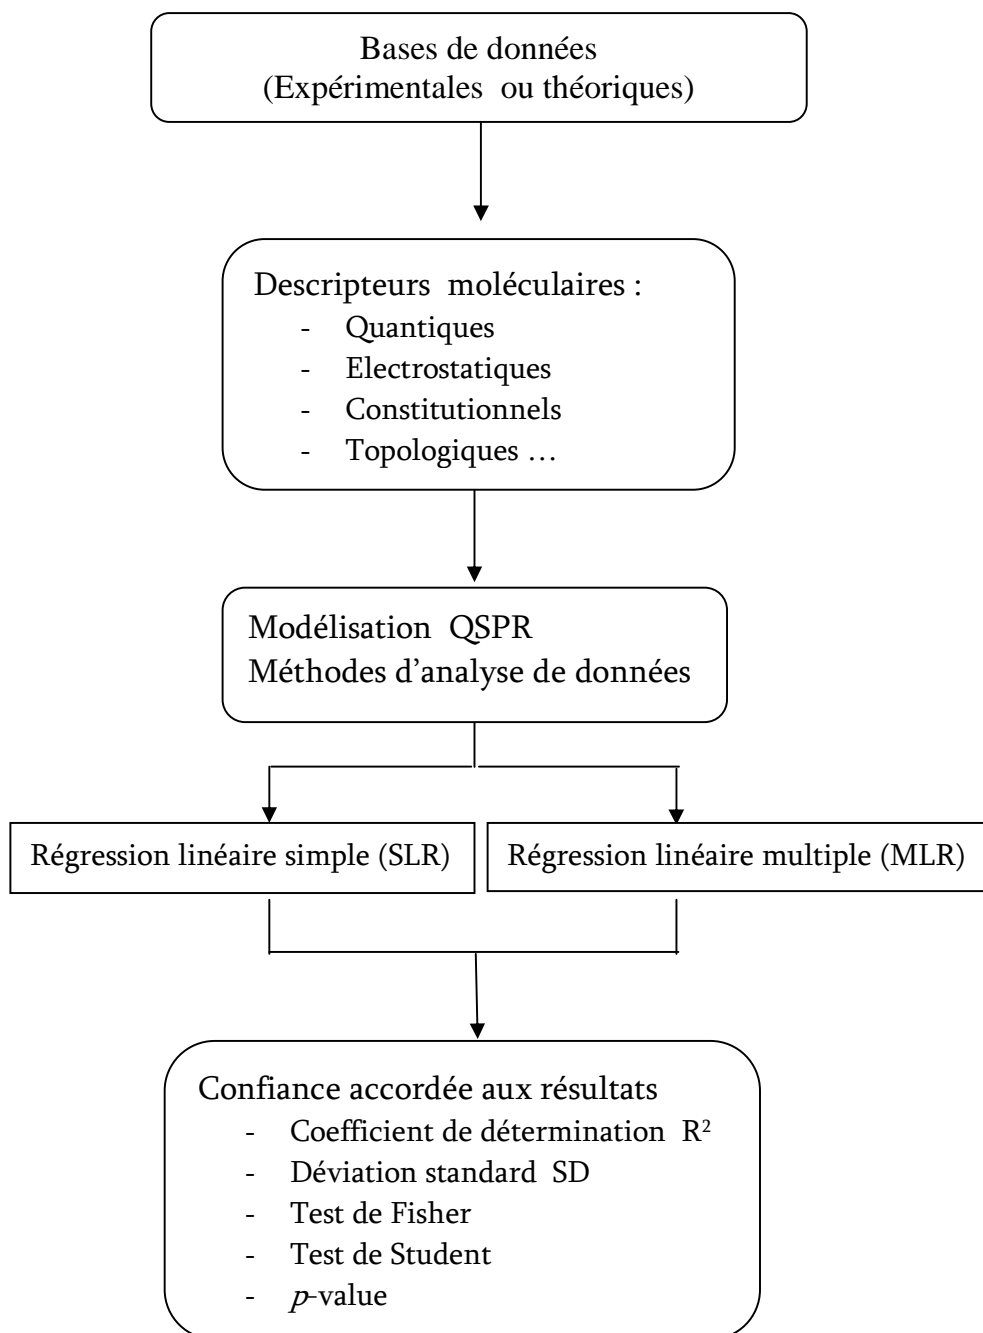 Bases de données
(Expérimentales ou théoriques)
Descripteurs moléculaires :
- Quantiques
- Electrostatiques
- Constitutionnels
- Topologiques …
Modélisation QSPR
Méthodes d’analyse de données
Régression linéaire simple (SLR)
Régression linéaire multiple (MLR)
Confiance accordée aux résultats
- Coefficient de détermination R²
- Déviation standard SD
- Test de Fisher
- Test de Student
- p-value